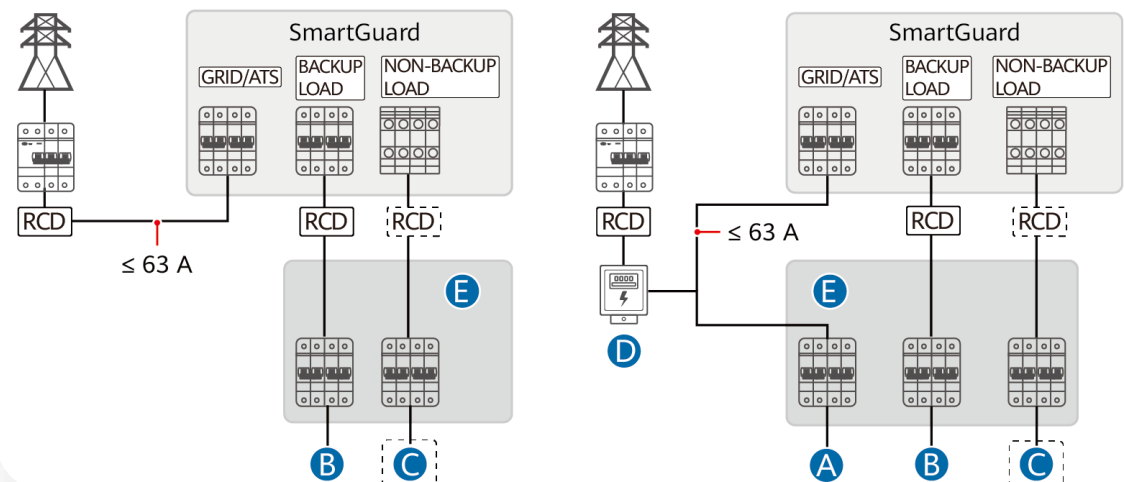 SmartGuard
GRID/ATS
BACKUP
LOAD
NON-BACKUP
LOAD
RCD
≤ 63 A
RCD
RCD
E
B
C
SmartGuard
GRID/ATS
BACKUP
LOAD
NON-BACKUP
LOAD
RCD
≤ 63 A
RCD
RCD
0000
D
E
A
B
C